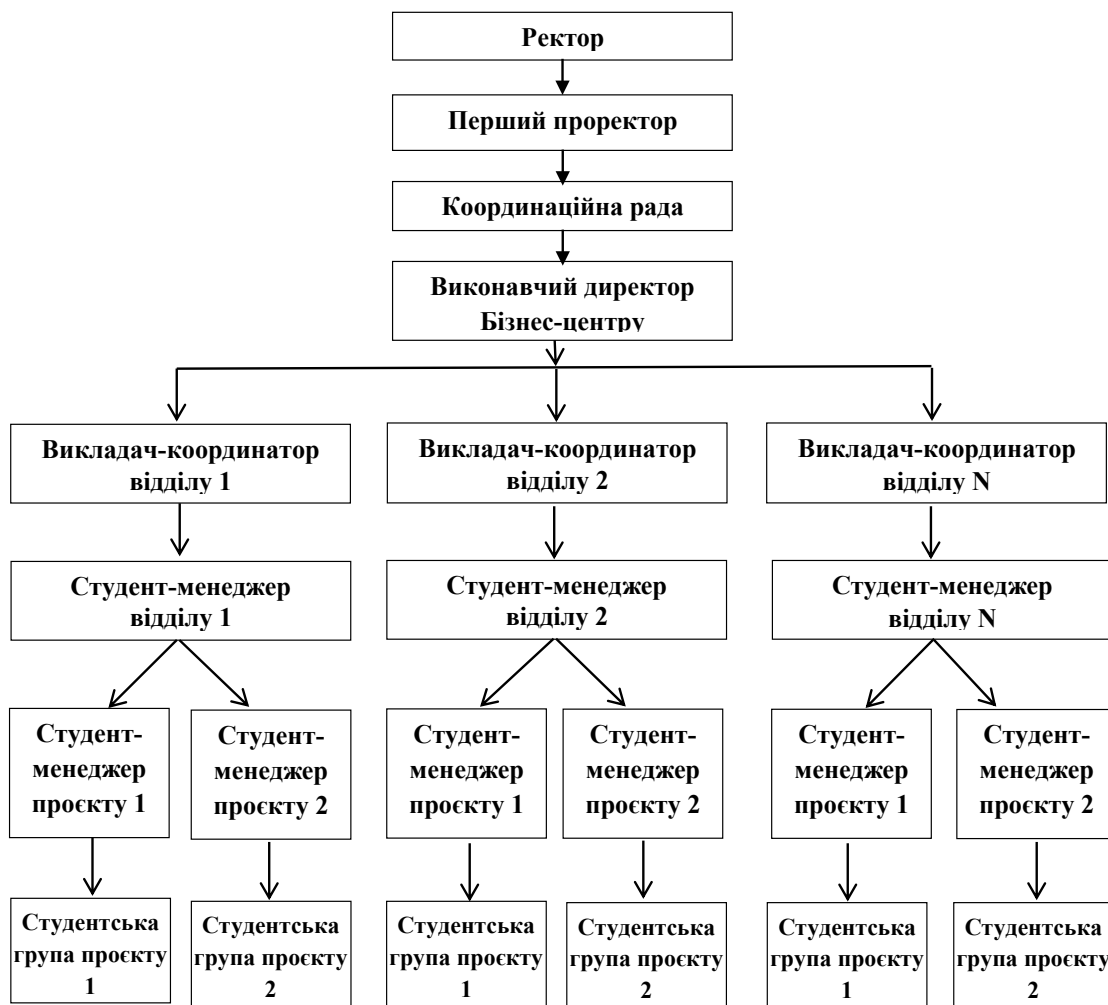 Ректор
Перший проректор
Координаційна рада
Виконавчий директор
Бізнес-центру
Викладач-координатор
відділу 1
Викладач-координатор
відділу 2
Викладач-координатор
відділу N
Студент-менеджер
відділу 1
Студент-менеджер
відділу 2
Студент-менеджер
відділу N
Студент-
менеджер
проєкту 1
Студент-
менеджер
проєкту 2
Студент-
менеджер
проєкту 1
Студент-
менеджер
проєкту 2
Студент-
менеджер
проєкту 1
Студент-
менеджер
проєкту 2
Студентська
група проєкту
1
Студентська
група проєкту
2
Студентська
група проєкту
1
Студентська
група проєкту
2
Студентська
група проєкту
1
Студентська
група проєкту
2